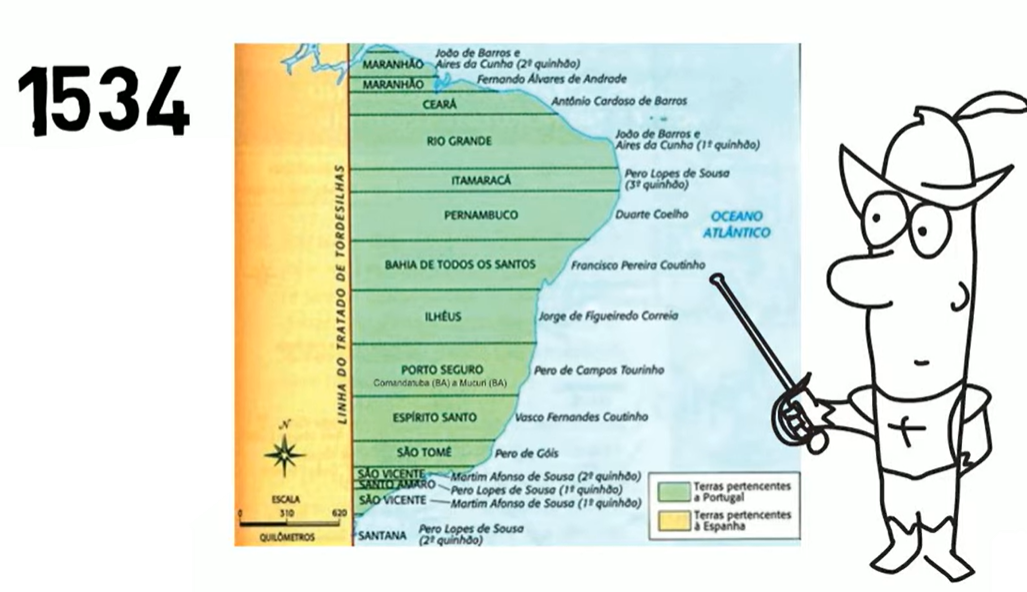 1534
João de Barros e
Aires da Cunha (2º quinhão)
MARANHÃO
Fernando Álvares de Andrade
MARANHÃO
CEARÁ
Antônio Cardoso de Barros
RIO GRANDE
João de Barros e
Aires da Cunha (1º quinhão)
ITAMARACÁ
Pero Lopes de Sousa
(3º quinhão)
PERNAMBUCO
Duarte Coelho
OCEANO
ATLÂNTICO
BAHIA DE TODOS OS SANTOS
Francisco Pereira Coutinho
ILHÉUS
Jorge de Figueiredo Correia
PORTO SEGURO
Comandatuba (BA) a Mucuri (BA)
Pero de Campos Tourinho
ESPÍRITO SANTO
Vasco Fernandes Coutinho
SÃO TOMÉ
Pero de Góis
SÃO VICENTE
Martim Afonso de Sousa (2º quinhão)
SANTO AMARO
Pero Lopes de Sousa (1º quinhão)
SÃO VICENTE
Martim Afonso de Sousa (1º quinhão)
SANTANA
Pero Lopes de Sousa
(2º quinhão)
LINHA DO TRATADO DE TORDESILHAS
N
ESCALA
0 310 620
QUILÔMETROS
Terras pertencentes
a Portugal
Terras pertencentes
à Espanha